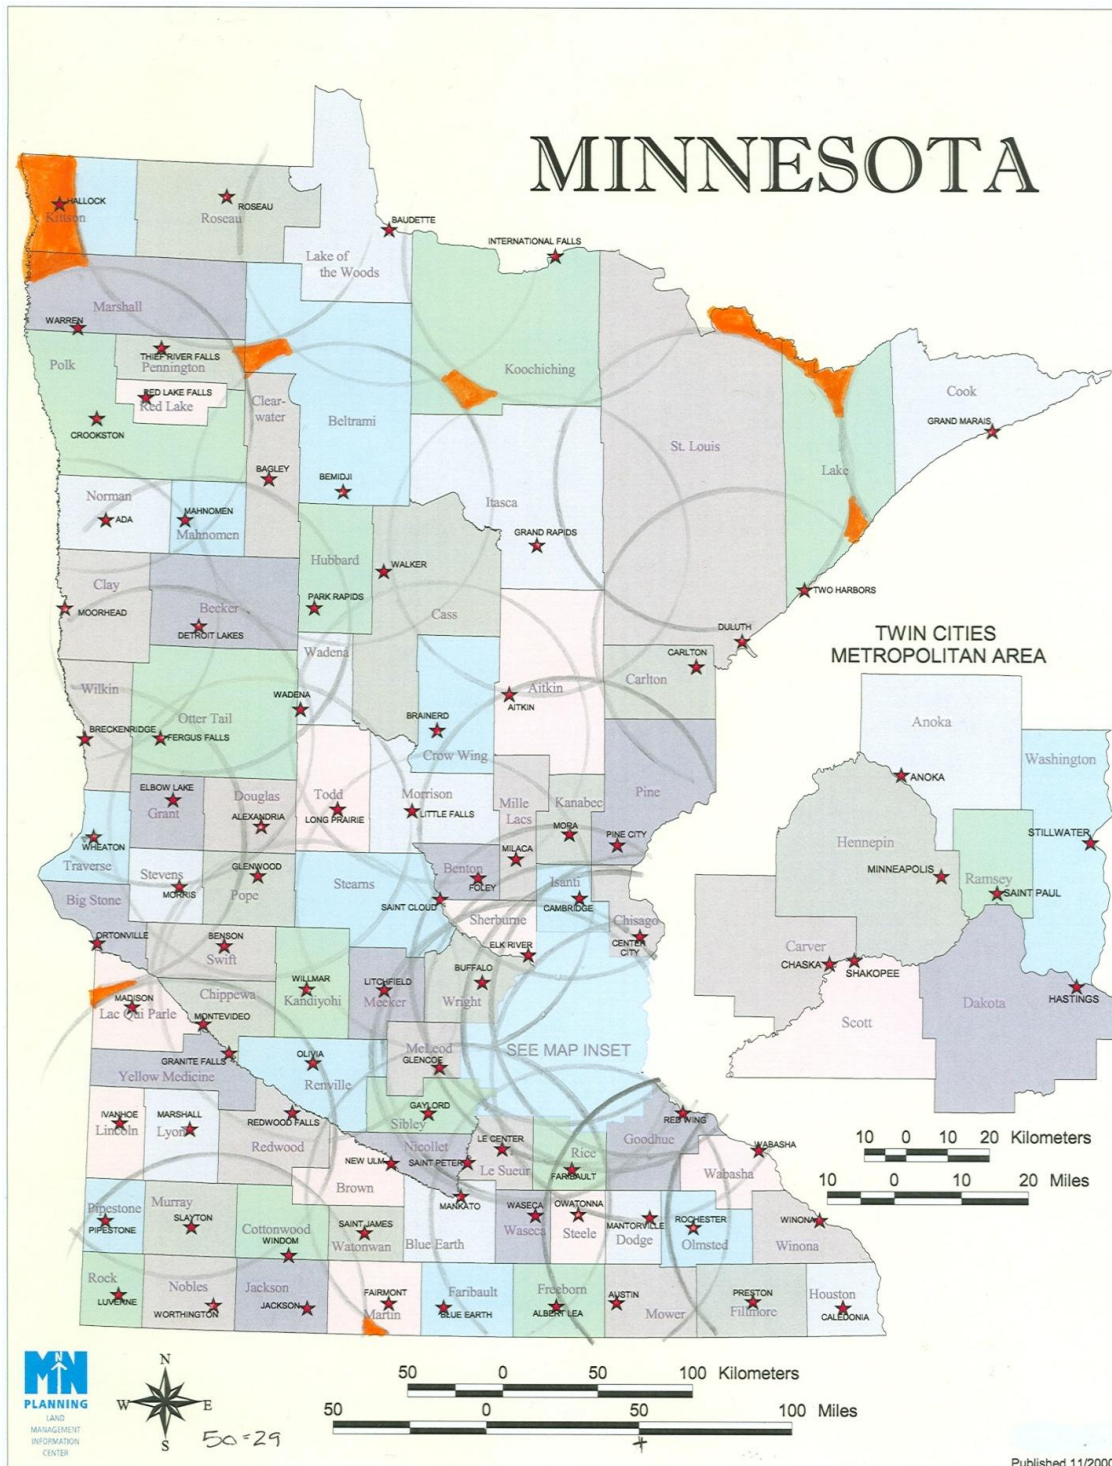 MINNESOTA
HALLOCK
Kittson
ROSEAU
Roseau
BAUDETTE
INTERNATIONAL FALLS
Lake of
the Woods
Marshall
WARREN
Polk
THIEF RIVER FALLS
Pennington
Koochiching
RED LAKE FALLS
Red Lake
Clear-
water
Beltrami
CROOKSTON
Cook
GRAND MARAIS
St. Louis
Lake
BAGLEY
BEMIDJI
Norman
ADA
MAHNOMEN
Mahnomen
Itasca
GRAND RAPIDS
Hubbard
WALKER
Clay
MOORHEAD
Becker
DETROIT LAKES
PARK RAPIDS
Cass
TWO HARBORS
DULUTH
Wadena
CARLTON
Carlton
Wilkin
Aitkin
AITKIN
Otter Tail
WADENA
BRECKENRIDGE
FERGUS FALLS
BRAINERD
Crow Wing
ELBOW LAKE
Grant
Douglas
ALEXANDRIA
Todd
LONG PRAIRIE
Morrison
LITTLE FALLS
Mille
Lacs
Kanabec
MORA
Pine
PINE CITY
WHEATON
Traverse
MILACA
Stevens
MORRIS
GLENWOOD
Pope
Stearns
Benton
FOLEY
Isanti
CAMBRIDGE
Big Stone
SAINT CLOUD
Sherburne
Chisago
CENTER
CITY
ORTONVILLE
BENSON
Swift
ELK RIVER
WILLMAR
Kandiyohi
LITCHFIELD
Meeker
BUFFALO
Wright
MADISON
Lac Qui Parle
Chippewa
MONTEVIDEO
GRANITE FALLS
Yellow Medicine
OLIVIA
Renville
McLeod
GLENCOE
SEE MAP INSET
IVANHOE
Lincoln
MARSHALL
Lyon
REDWOOD FALLS
Redwood
GAYLORD
Sibley
Nicollet
SAINT PETER
LE CENTER
Le Sueur
Rice
FARIBAULT
Goodhue
RED WING
WABASHA
Wabasha
NEW ULM
Brown
MANKATO
Pipestone
PIPESTONE
Murray
SLAYTON
Cottonwood
WINDOM
SAINT JAMES
Watonwan
Blue Earth
WASECA
Waseca
OWATONNA
Steele
MANTORVILLE
Dodge
ROCHESTER
Olmsted
WINONA
Winona
Rock
LUVERNE
Nobles
WORTHINGTON
Jackson
JACKSON
FAIRMONT
Martin
Faribault
BLUE EARTH
Freeborn
ALBERT LEA
AUSTIN
Mower
PRESTON
Fillmore
Houston
CALEDONIA
TWIN CITIES
METROPOLITAN AREA
Anoka
ANOKA
Washington
Hennepin
MINNEAPOLIS
Ramsey
SAINT PAUL
STILLWATER
Carver
CHASKA
SHAKOPEE
Scott
Dakota
HASTINGS
10 0 10 20 Kilometers
10 0 10 20 Miles
50 0 50 100 Kilometers
50 0 50 100 Miles
MN
N
PLANNING
LAND
MANAGEMENT
INFORMATION
CENTER
N
W E
S
50=29
Published 11/2000